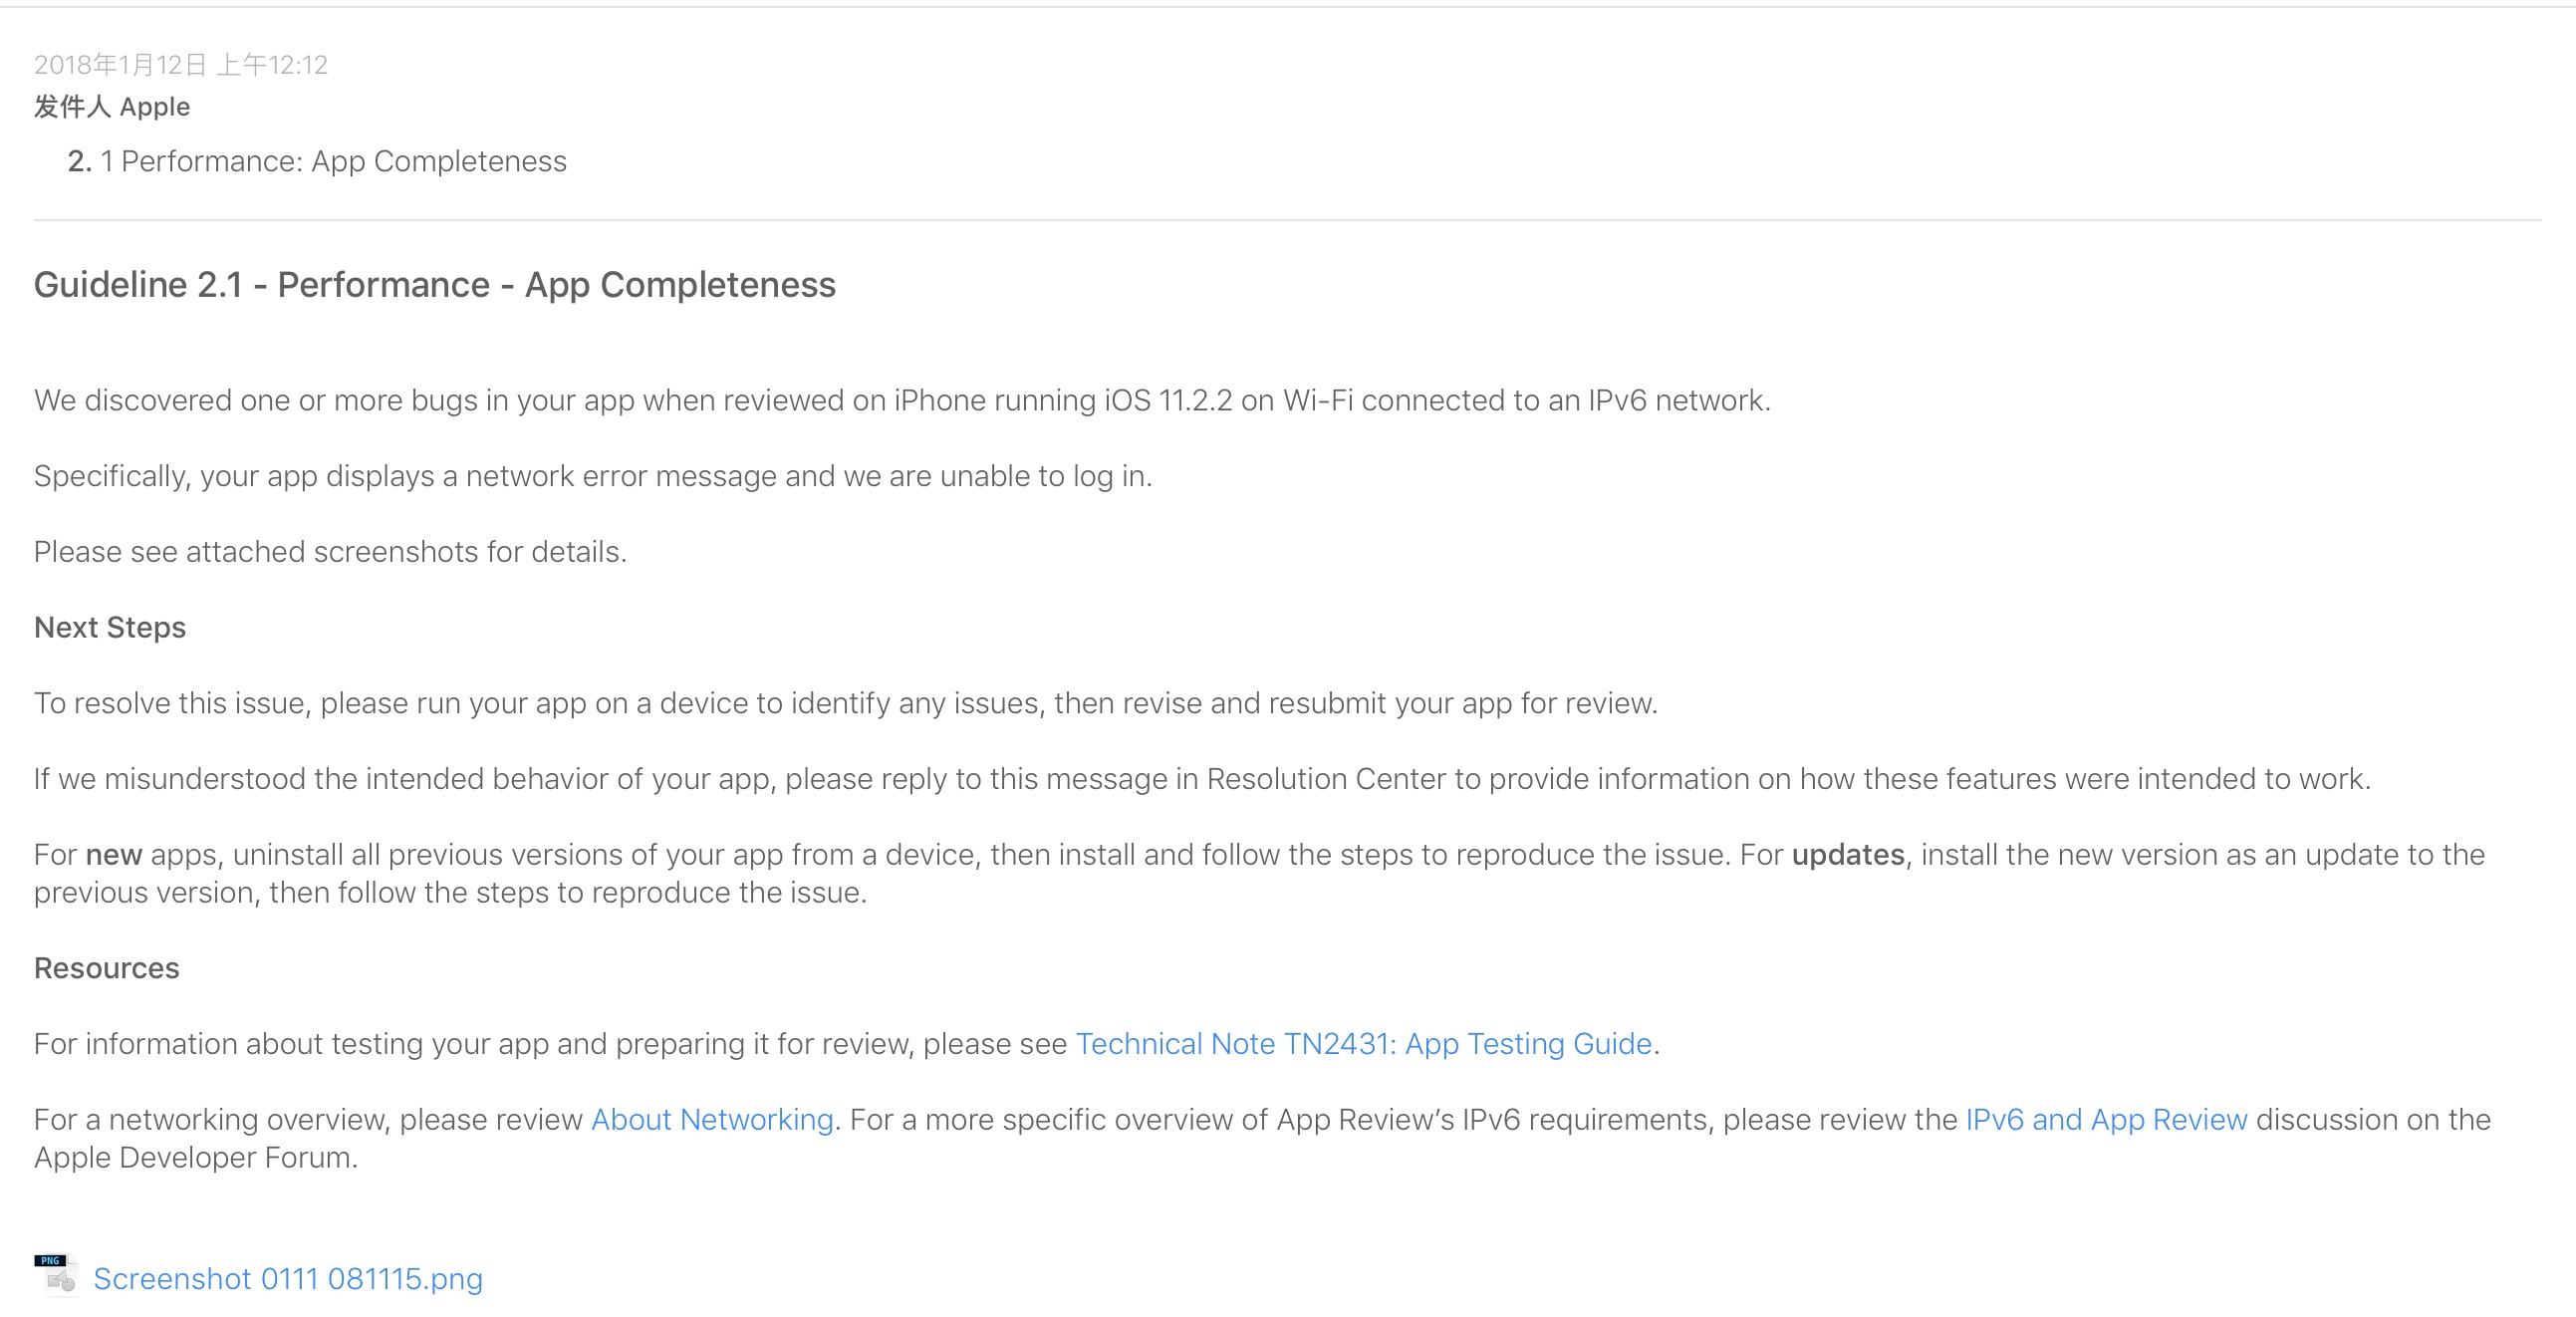 2018年1月12日 上午12:12
发件人 Apple
2. 1 Performance: App Completeness
Guideline 2.1 - Performance - App Completeness
We discovered one or more bugs in your app when reviewed on iPhone running iOS 11.2.2 on Wi-Fi connected to an IPv6 network.
Specifically, your app displays a network error message and we are unable to log in.
Please see attached screenshots for details.
Next Steps
To resolve this issue, please run your app on a device to identify any issues, then revise and resubmit your app for review.
If we misunderstood the intended behavior of your app, please reply to this message in Resolution Center to provide information on how these features were intended to work.
For new apps, uninstall all previous versions of your app from a device, then install and follow the steps to reproduce the issue. For updates, install the new version as an update to the
previous version, then follow the steps to reproduce the issue.
Resources
For information about testing your app and preparing it for review, please see Technical Note TN2431: App Testing Guide.
For a networking overview, please review About Networking. For a more specific overview of App Review’s IPv6 requirements, please review the IPv6 and App Review discussion on the
Apple Developer Forum.
PNG
Screenshot 0111 081115.png